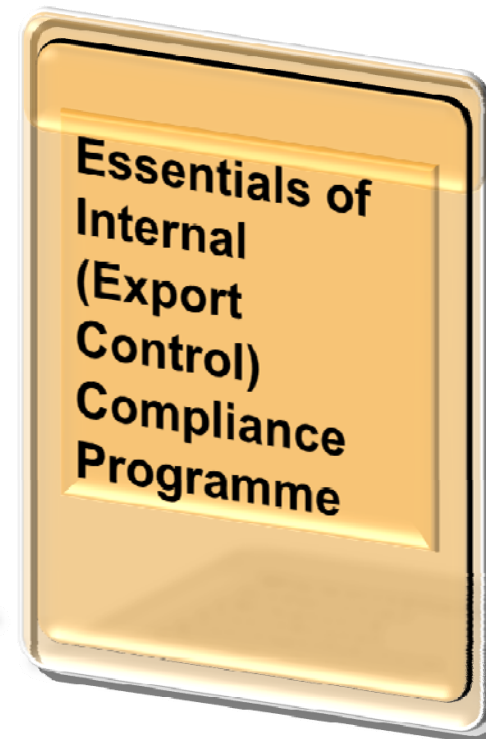 Essentials of
Internal
(Export
Control)
Compliance
Programme